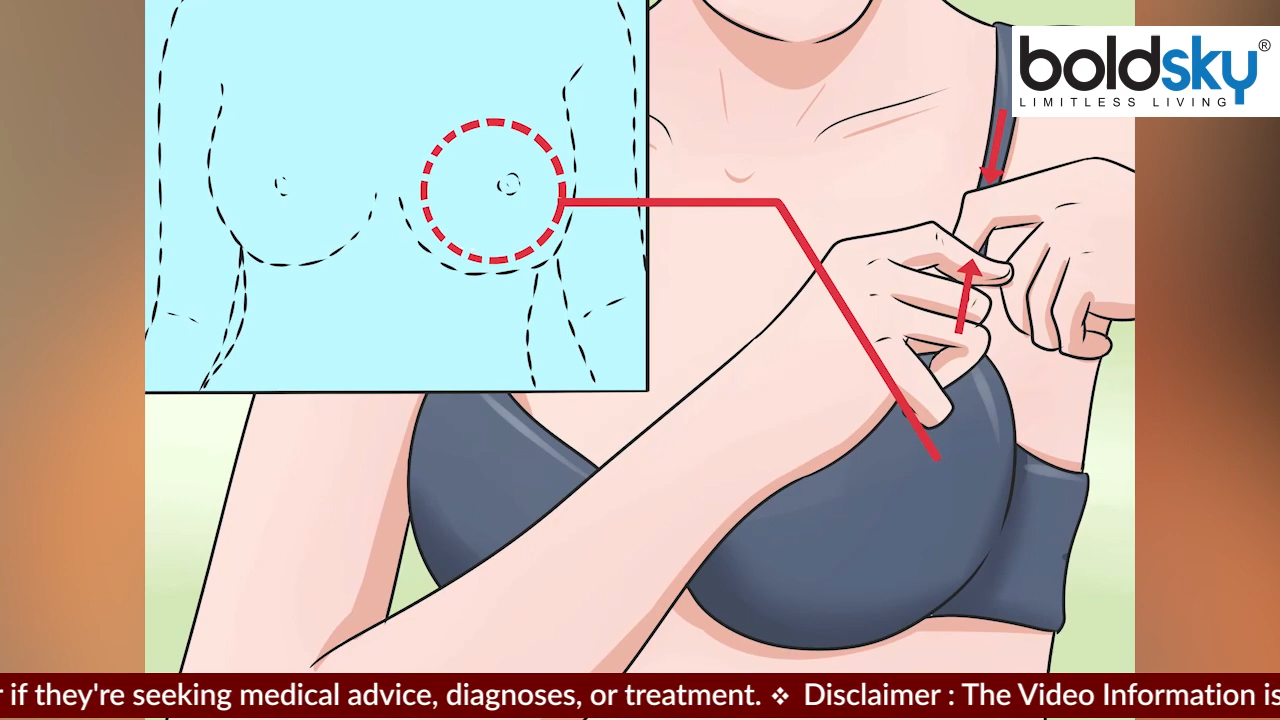 boldsky®
LIMITLESS LIVING
if they're seeking medical advice, diagnoses, or treatment. ❖ Disclaimer : The Video Information is